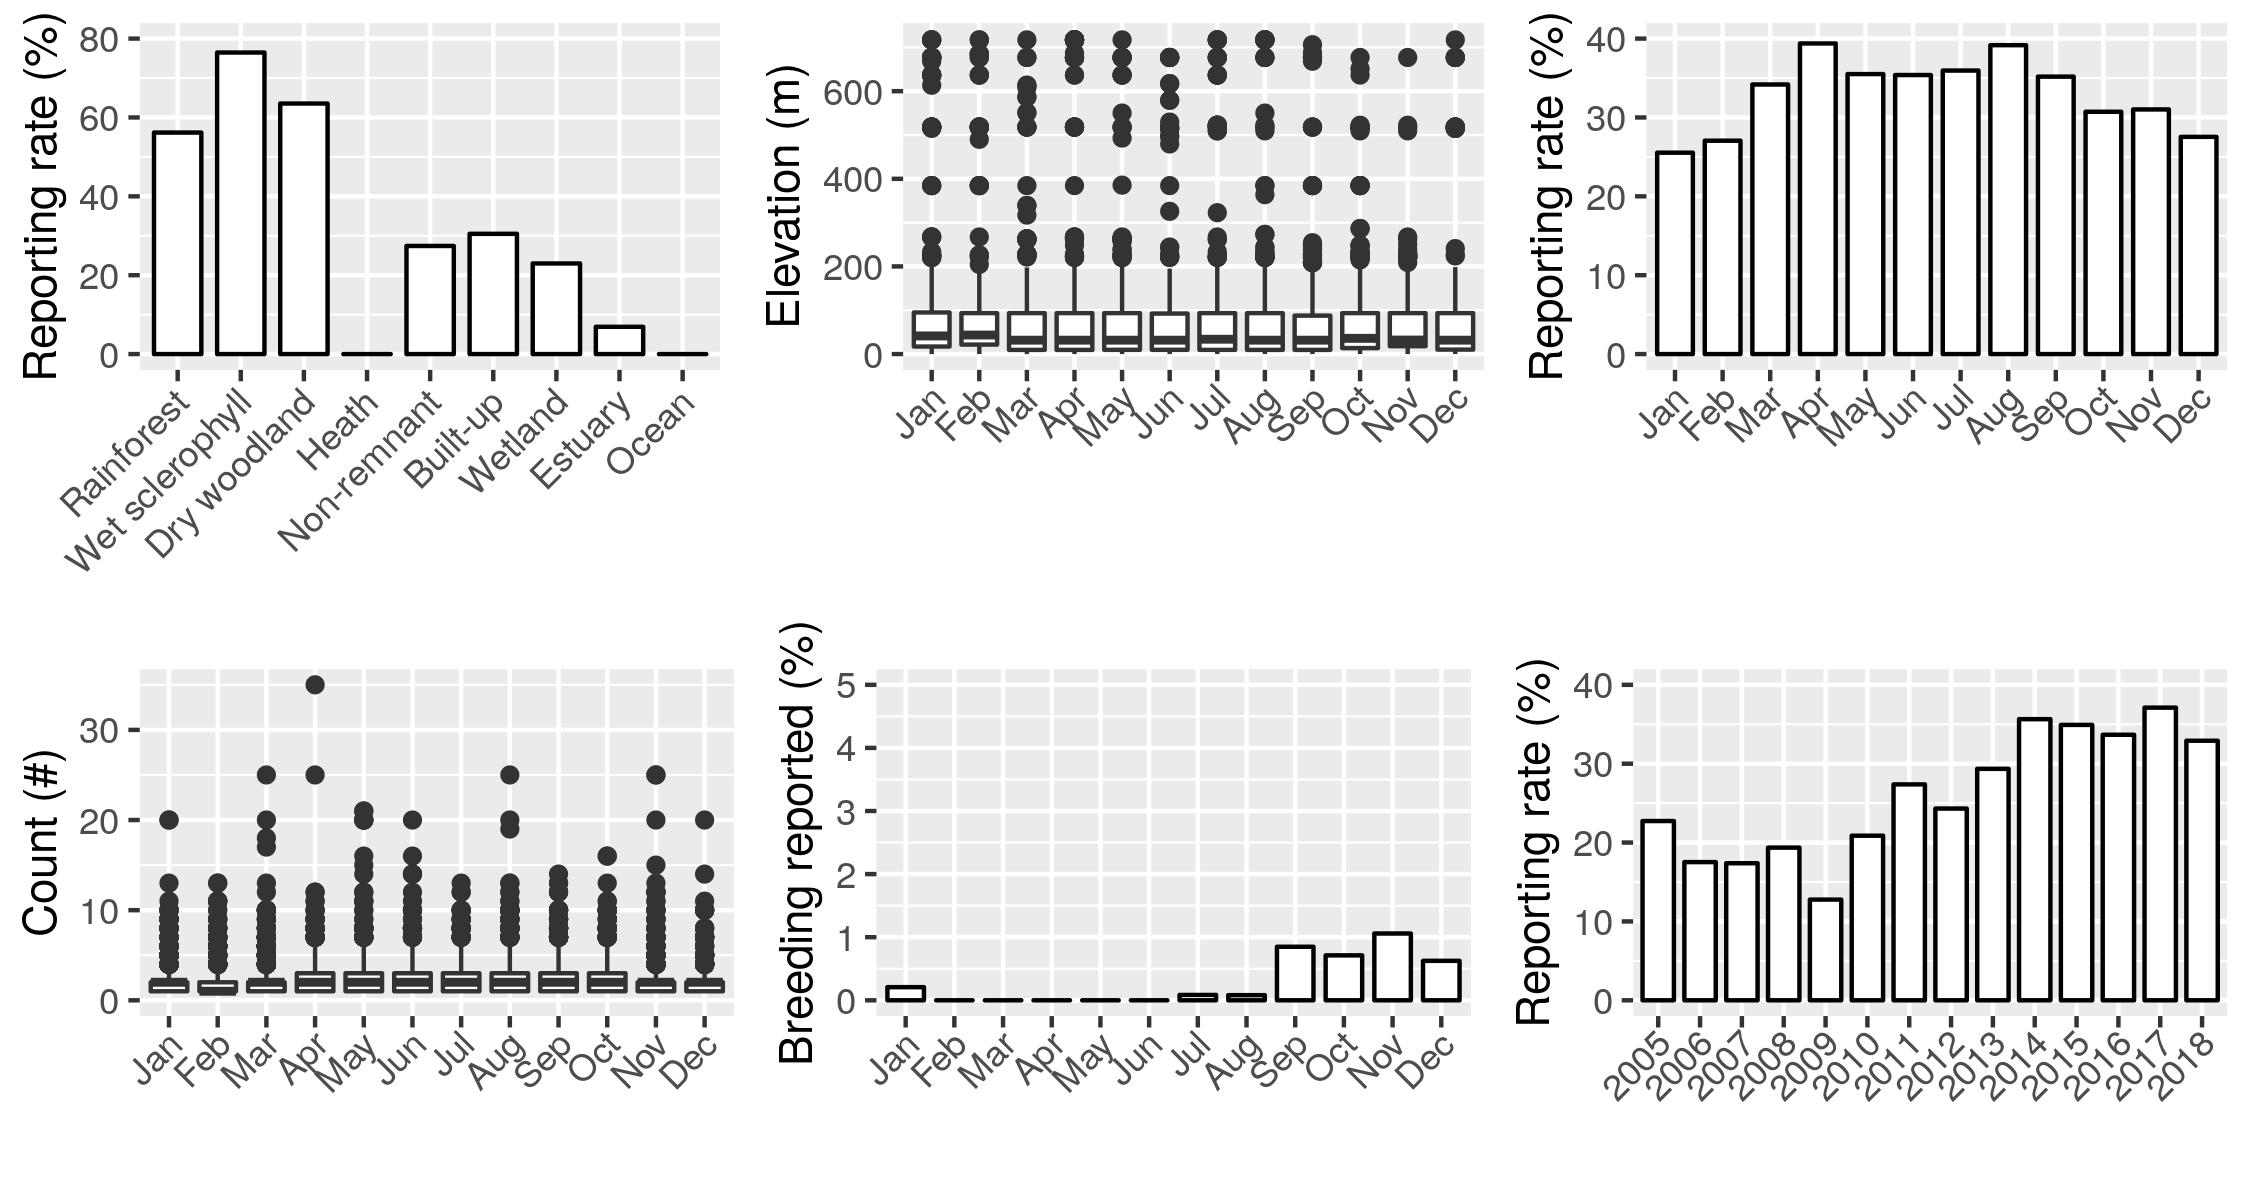 Reporting rate (%)
80
60
40
20
0
Rainforest
Wet sclerophyll
Dry woodland
Heath
Non-remnant
Built-up
Wetland
Estuary
Ocean
Elevation (m)
600
400
200
0
Jan
Feb
Mar
Apr
May
Jun
Jul
Aug
Sep
Oct
Nov
Dec
Reporting rate (%)
40
30
20
10
0
Jan
Feb
Mar
Apr
May
Jun
Jul
Aug
Sep
Oct
Nov
Dec
Count (#)
30
20
10
0
Jan
Feb
Mar
Apr
May
Jun
Jul
Aug
Sep
Oct
Nov
Dec
Breeding reported (%)
5
4
3
2
1
0
Jan
Feb
Mar
Apr
May
Jun
Jul
Aug
Sep
Oct
Nov
Dec
Reporting rate (%)
40
30
20
10
0
2005
2006
2007
2008
2009
2010
2011
2012
2013
2014
2015
2016
2017
2018